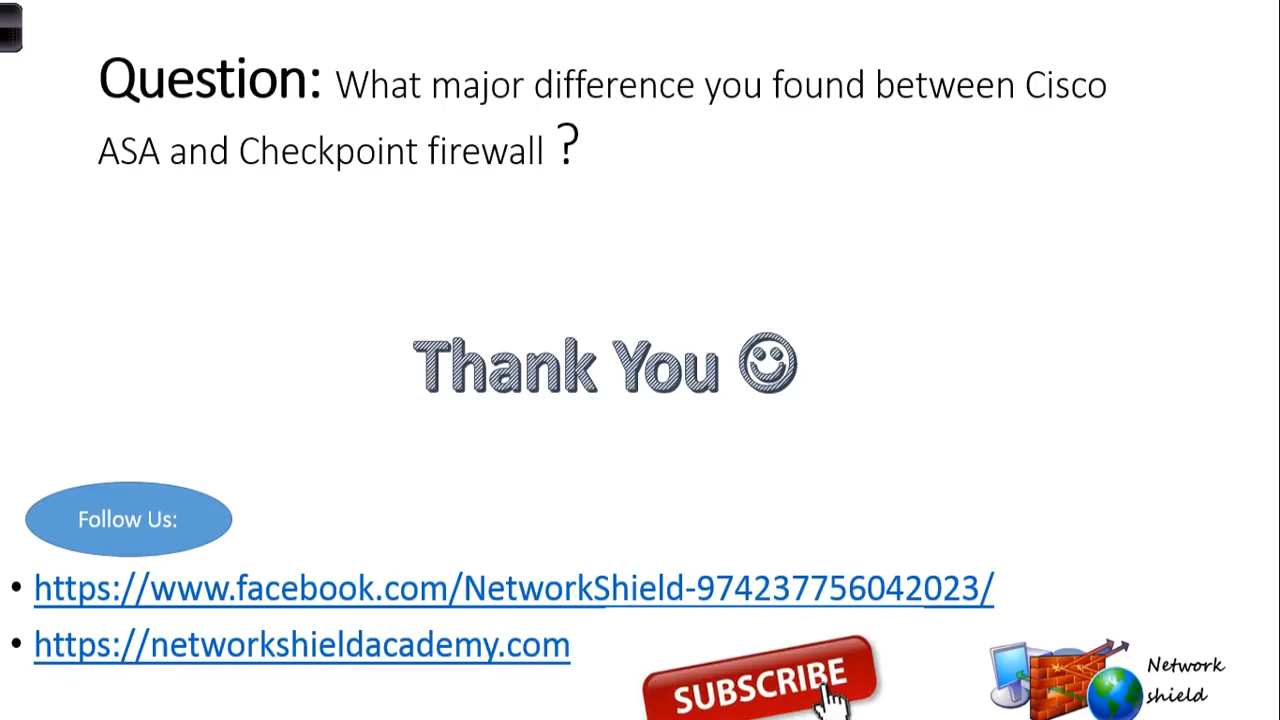 Question: What major difference you found between Cisco
ASA and Checkpoint firewall ?
Thank You ☺
Follow Us:
• https://www.facebook.com/NetworkShield-974237756042023/
• https://networkshieldacademy.com
SUBSCRIBE
Network
shield